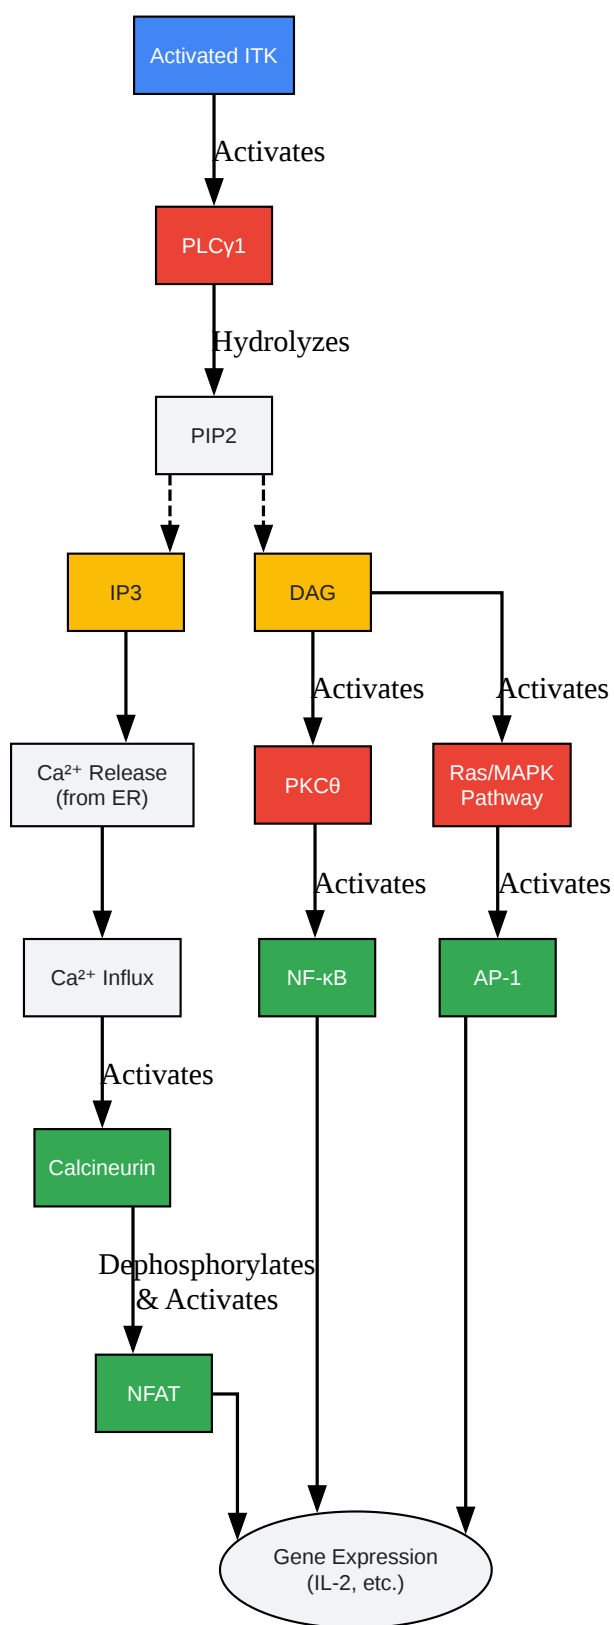 Activated ITK
Activates
PLCγ1
Hydrolyzes
PIP2
IP3
DAG
Activates
Activates
Ca²⁺ Release
(from ER)
PKCθ
Ras/MAPK
Pathway
Activates
Activates
Ca²⁺ Influx
NF-κB
AP-1
Activates
Calcineurin
Dephosphorylates
& Activates
NFAT
Gene Expression
(IL-2, etc.)